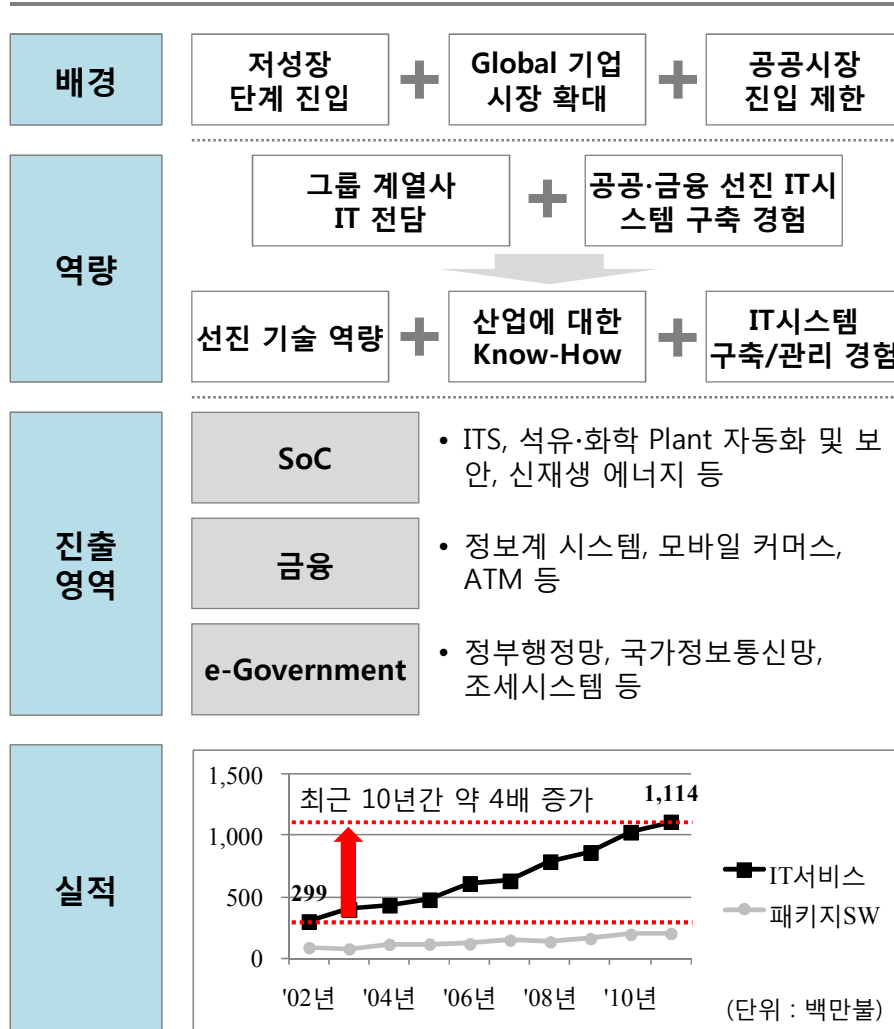 배경
저성장
단계 진입
Global 기업
시장 확대
공공시장
진입 제한
역량
그룹 계열사
IT 전담
공공·금융 선진 IT시
스템 구축 경험
선진 기술 역량
산업에 대한
Know-How
IT시스템
구축/관리 경험
진출
영역
SoC
• ITS, 석유·화학 Plant 자동화 및 보
안, 신재생 에너지 등
금융
• 정보계 시스템, 모바일 커머스,
ATM 등
e-Government
• 정부행정망, 국가정보통신망,
조세시스템 등
실적
1,500
최근 10년간 약 4배 증가
1,114
1,000
500
299
0
'02년
'04년
'06년
'08년
'10년
IT서비스
패키지SW
(단위 : 백만불)